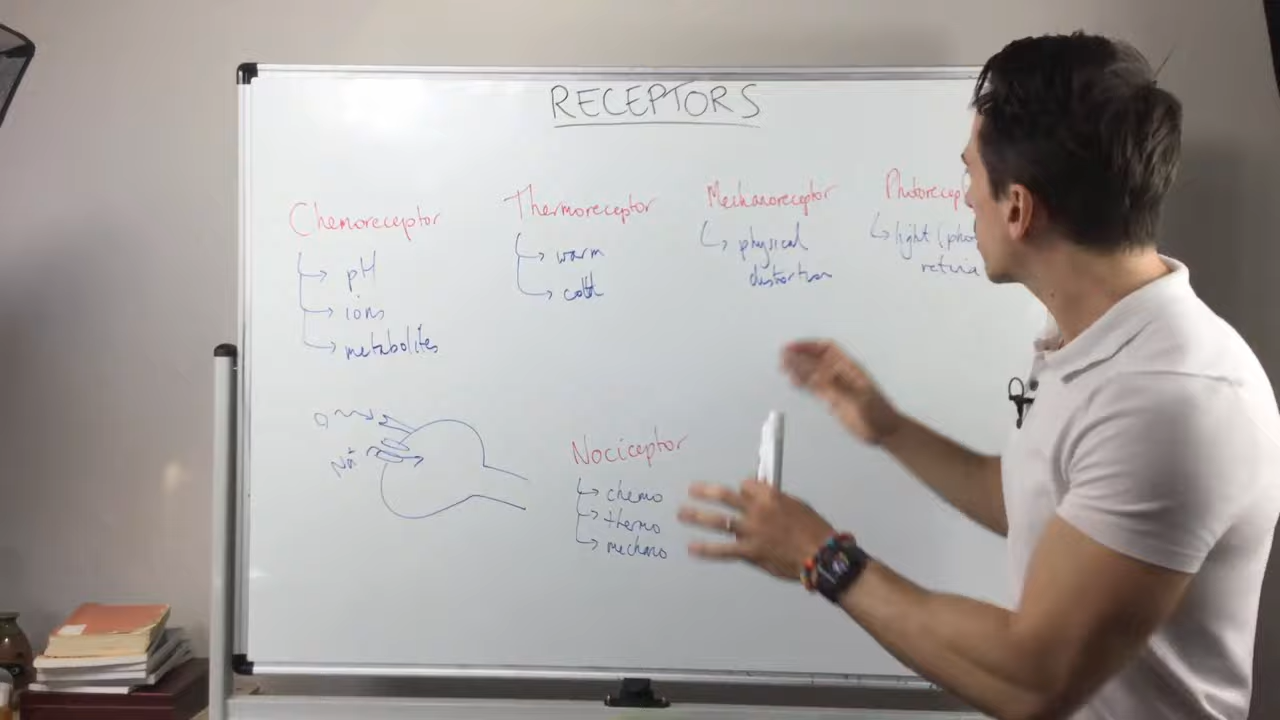 RECEPTORS
Chemoreceptor
pH
ions
metabolites
Thermoreceptor
warm
cold
Mechanoreceptor
physical
distortion
Photorecep
light (pho
retina
Na+
Nociceptor
chemo
thermo
mechano